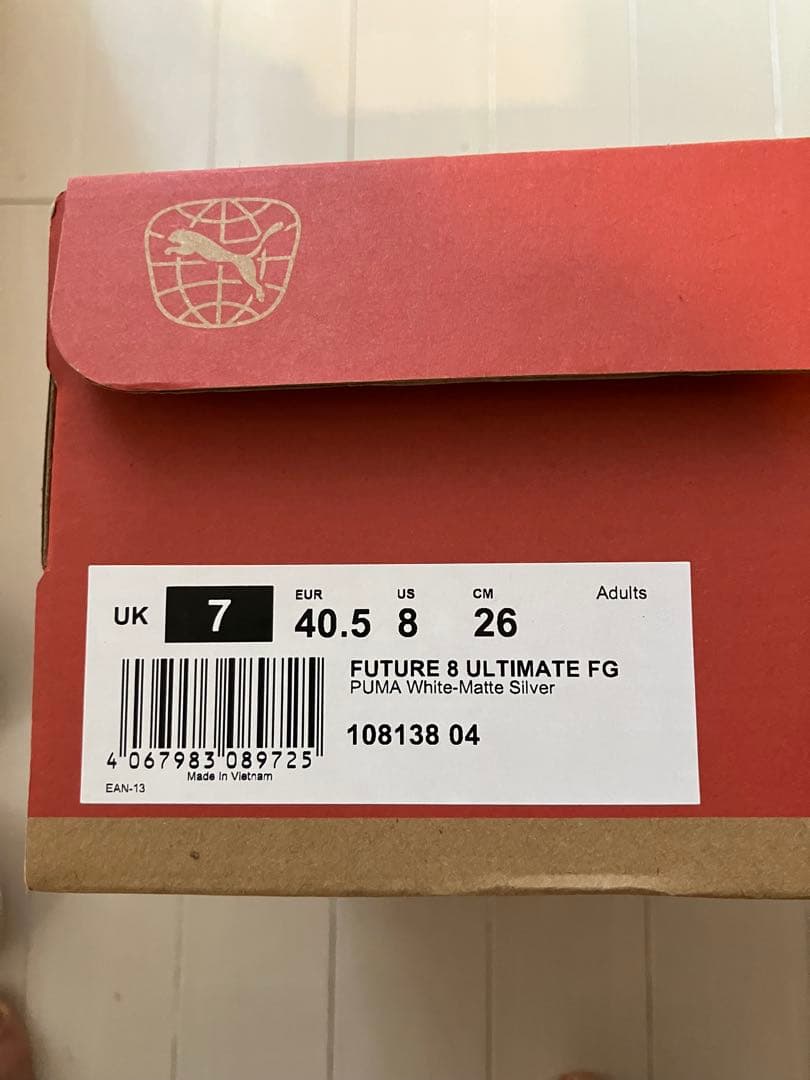 UK 7
EUR 40.5
US 8
CM 26
Adults
FUTURE 8 ULTIMATE FG
PUMA White-Matte Silver
108138 04
4 067983 089725
Made in Vietnam
EAN-13